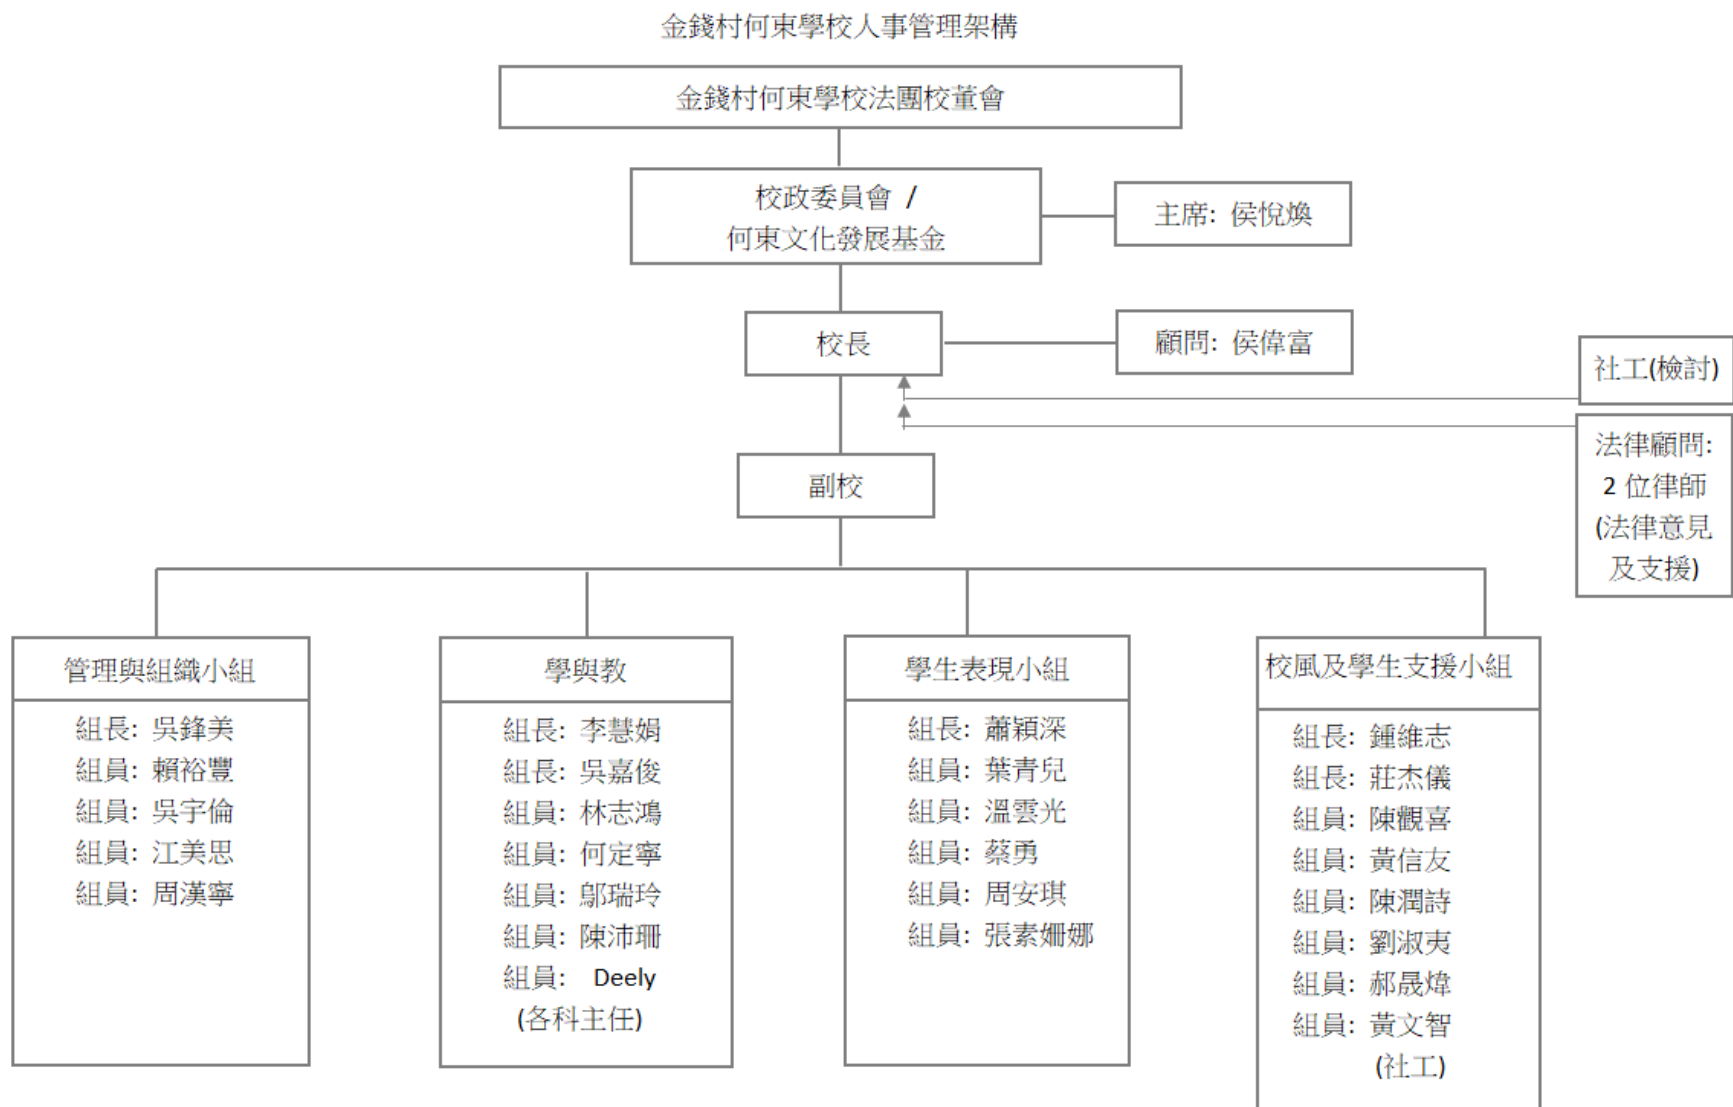 金錢村何東學校人事管理架構
金錢村何東學校法團校董會
校政委員會 /
何東文化發展基金
主席: 侯悅煥
校長
顧問: 侯偉富
社工(檢討)
法律顧問:
2 位律師
(法律意見
及支援)
副校
管理與組織小組
組長: 吳鋒美
組員: 賴裕豐
組員: 吳宇倫
組員: 江美思
組員: 周漢寧
學與教
組長: 李慧娟
組長: 吳嘉俊
組員: 林志鴻
組員: 何定寧
組員: 鄔瑞玲
組員: 陳沛珊
組員: Deely
(各科主任)
學生表現小組
組長: 蕭穎深
組員: 葉青兒
組員: 溫雲光
組員: 蔡勇
組員: 周安琪
組員: 張素姍娜
校風及學生支援小組
組長: 鍾維志
組長: 莊杰儀
組員: 陳觀喜
組員: 黃信友
組員: 陳潤詩
組員: 劉淑夷
組員: 郝晟煒
組員: 黃文智
(社工)